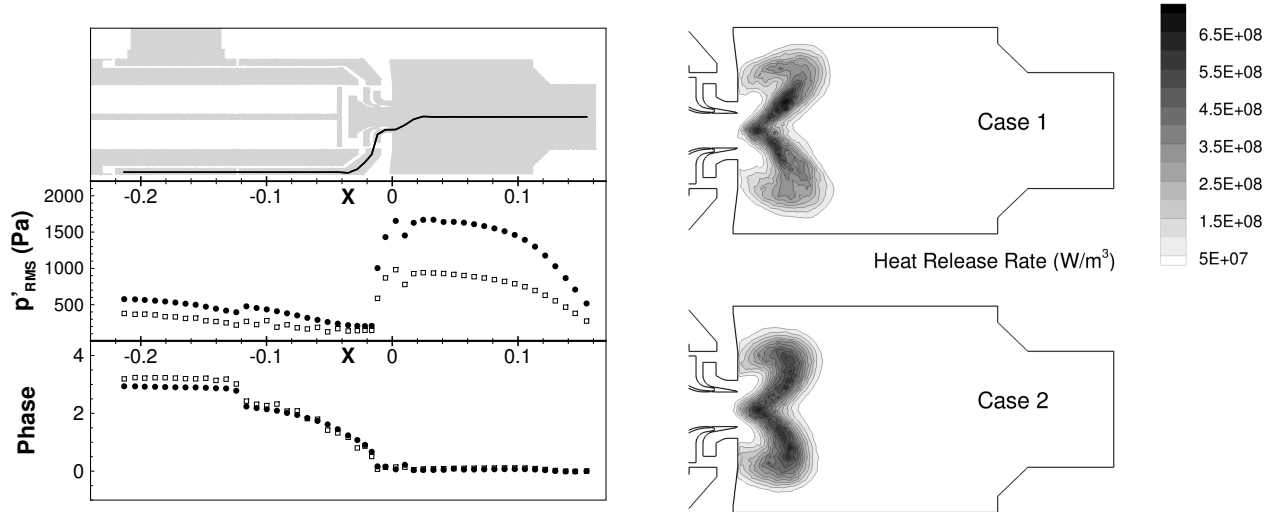 -0.2 -0.1 0 0.1
X
2000
1500
1000
500
p'RMS (Pa)
-0.2 -0.1 0 0.1
X
4
2
0
Phase
Case 1
Heat Release Rate (W/m³)
6.5E+08
5.5E+08
4.5E+08
3.5E+08
2.5E+08
1.5E+08
5E+07
Case 2